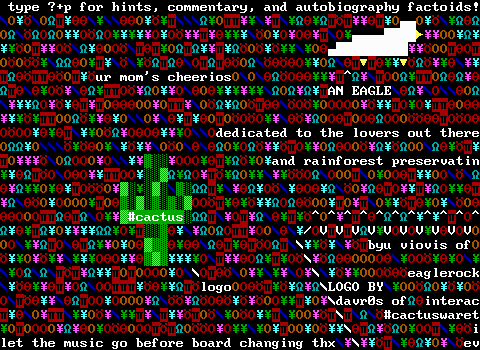 type ?+p for hints, commentary, and autobiography factoids!
ur mom's cheerios
AN EAGLE
dedicated to the lovers out there
and rainforest preservatin
#cactus
byu viovis of
eaglerock
logo
LOGO BY
davr0s of interac
#cactuswaret
i
let the music go before board changing thx
ev